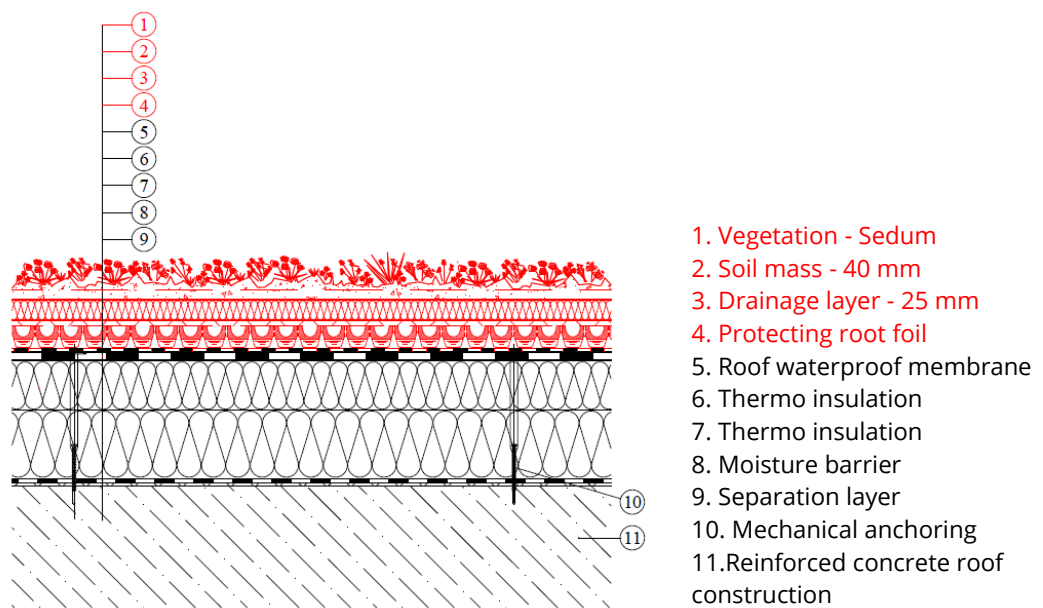 1
2
3
4
5
6
7
8
9
10
11
1. Vegetation - Sedum
2. Soil mass - 40 mm
3. Drainage layer - 25 mm
4. Protecting root foil
5. Roof waterproof membrane
6. Thermo insulation
7. Thermo insulation
8. Moisture barrier
9. Separation layer
10. Mechanical anchoring
11.Reinforced concrete roof
construction